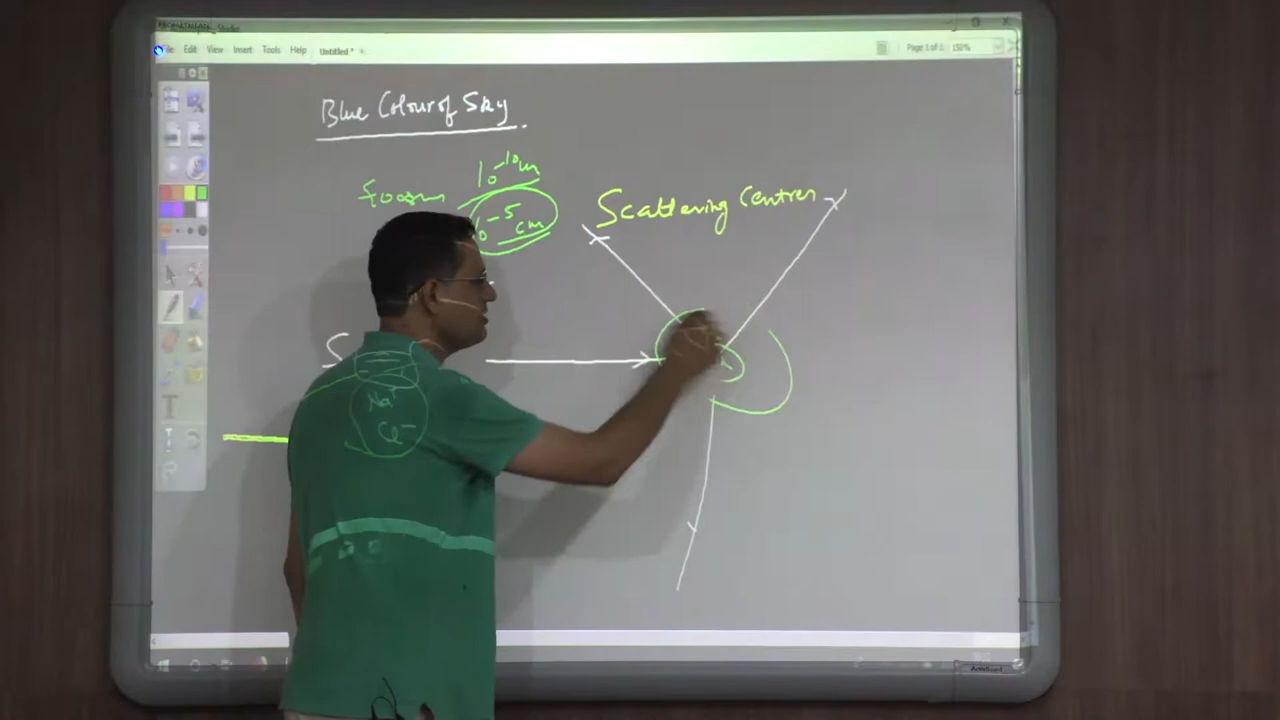 File Edit View Insert Tools Help
Untitled *
Page 1 of 1 150%
Blue Colour of Sky
10⁻¹⁰m
Scattering Centres
10⁻⁵ cm
S
Na⁺
Cl⁻
T